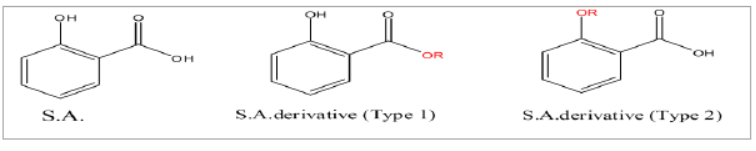 OH O OH
OH O OR
OR O OH
S.A.
S.A.derivative (Type 1)
S.A.derivative (Type 2)